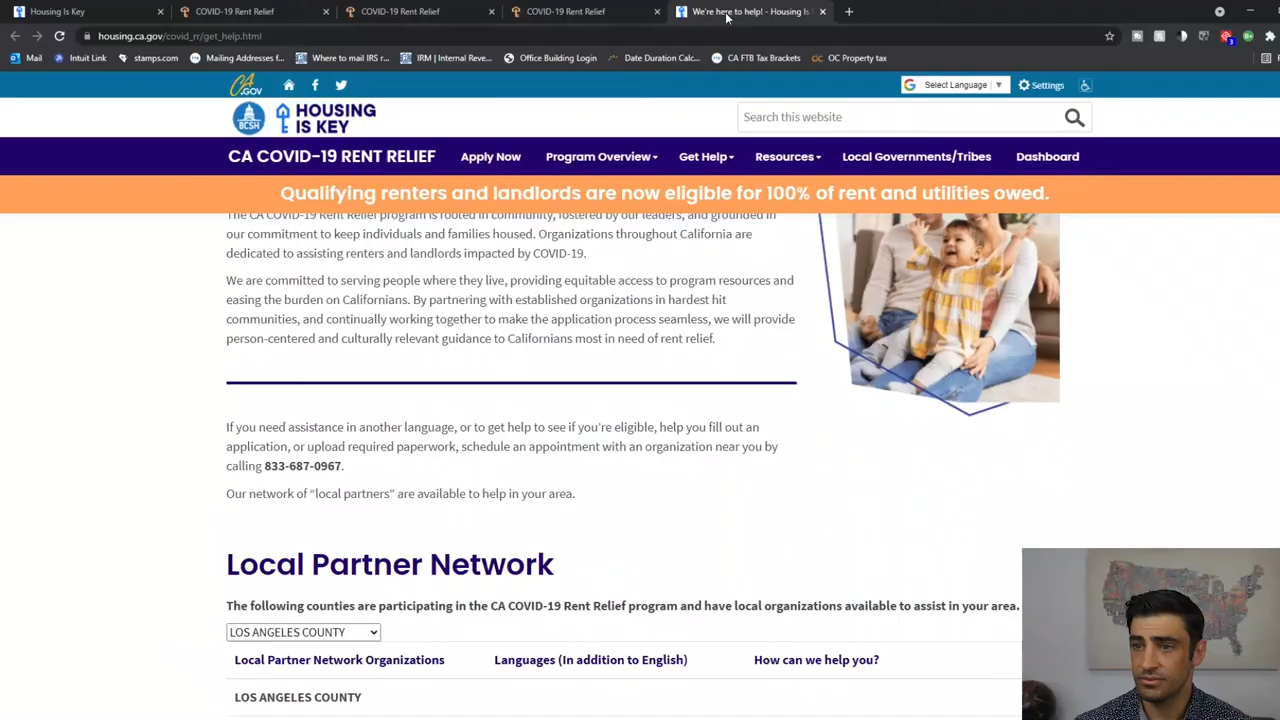 Housing Is Key
COVID-19 Rent Relief
COVID-19 Rent Relief
COVID-19 Rent Relief
We're here to help! - Housing Is
housing.ca.gov/covid_rr/get_help.html
Mail
Intuit Link
stamps.com
Mailing Addresses f...
Where to mail IRS r...
IRM | Internal Reve...
Office Building Login
Date Duration Calc...
CA FTB Tax Brackets
OC Property tax
CA.GOV
Select Language
Settings
BCSH
HOUSING
IS KEY
Search this website
CA COVID-19 RENT RELIEF
Apply Now
Program Overview
Get Help
Resources
Local Governments/Tribes
Dashboard
Qualifying renters and landlords are now eligible for 100% of rent and utilities owed.
The CA COVID-19 Rent Relief program is rooted in community, fostered by our leaders, and grounded in
our commitment to keep individuals and families housed. Organizations throughout California are
dedicated to assisting renters and landlords impacted by COVID-19.
We are committed to serving people where they live, providing equitable access to program resources and
easing the burden on Californians. By partnering with established organizations in hardest hit
communities, and continually working together to make the application process seamless, we will provide
person-centered and culturally relevant guidance to Californians most in need of rent relief.
If you need assistance in another language, or to get help to see if you’re eligible, help you fill out an
application, or upload required paperwork, schedule an appointment with an organization near you by
calling 833-687-0967.
Our network of “local partners” are available to help in your area.
Local Partner Network
The following counties are participating in the CA COVID-19 Rent Relief program and have local organizations available to assist in your area.
LOS ANGELES COUNTY
Local Partner Network Organizations
Languages (In addition to English)
How can we help you?
LOS ANGELES COUNTY